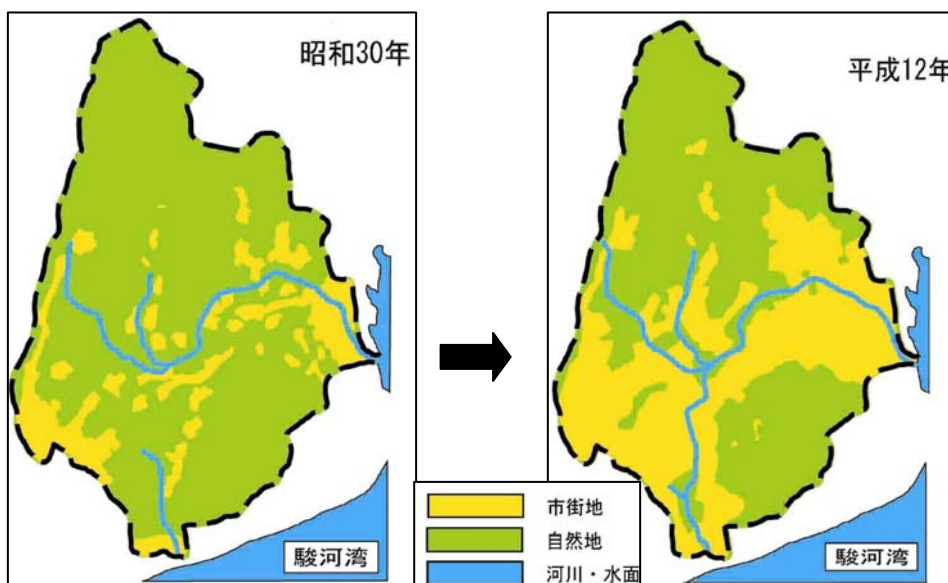 昭和30年
平成12年
市街地
自然地
河川・水面
駿河湾
駿河湾